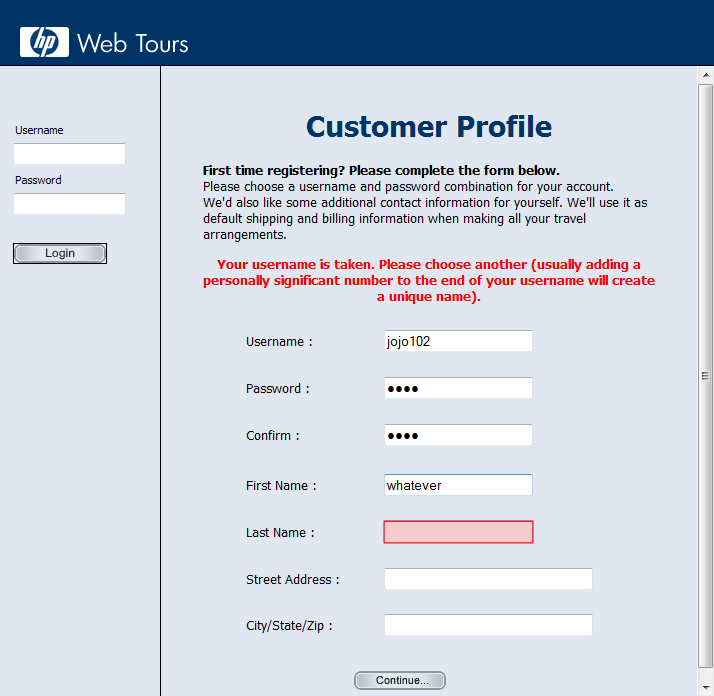 hp Web Tours
Username
Password
Login
Customer Profile
First time registering? Please complete the form below.
Please choose a username and password combination for your account.
We'd also like some additional contact information for yourself. We'll use it as
default shipping and billing information when making all your travel
arrangements.
Your username is taken. Please choose another (usually adding a
personally significant number to the end of your username will create
a unique name).
Username : jojo102
Password : ●●●●
Confirm : ●●●●
First Name : whatever
Last Name :
Street Address :
City/State/Zip :
Continue...